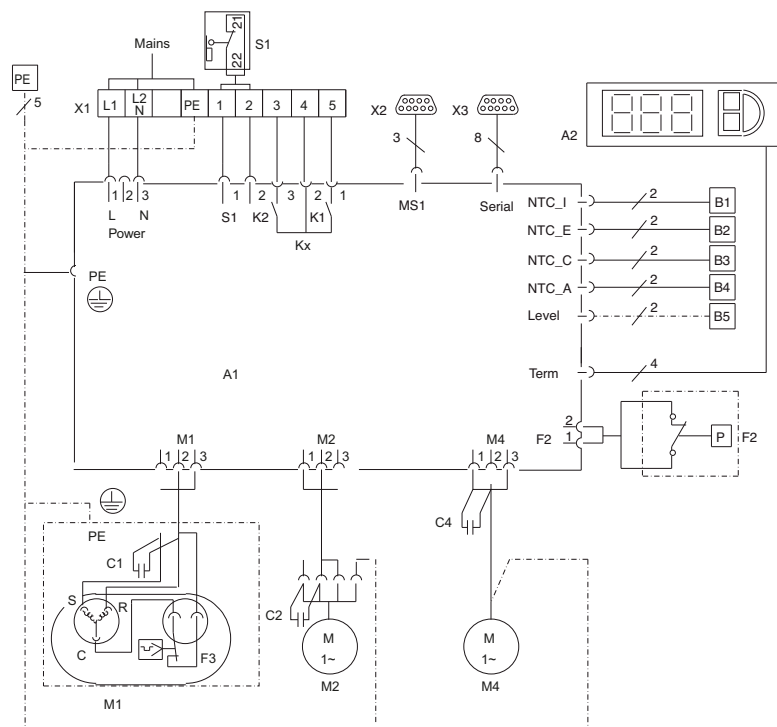 21
22
S1
Mains
PE
5
X1
L1
L2
N
PE
1
2
3
4
5
X2
X3
3
8
A2
1
2
3
L
N
Power
1
2
3
2
1
S1
K2
K1
Kx
MS1
Serial
NTC_I
2
B1
NTC_E
2
B2
NTC_C
2
B3
NTC_A
2
B4
Level
2
B5
PE
A1
Term
4
2
1
F2
P
F2
M1
1
2
3
M2
1
2
3
M4
1
2
3
PE
C1
S
R
C
F3
M1
C2
M
1~
M2
C4
M
1~
M4